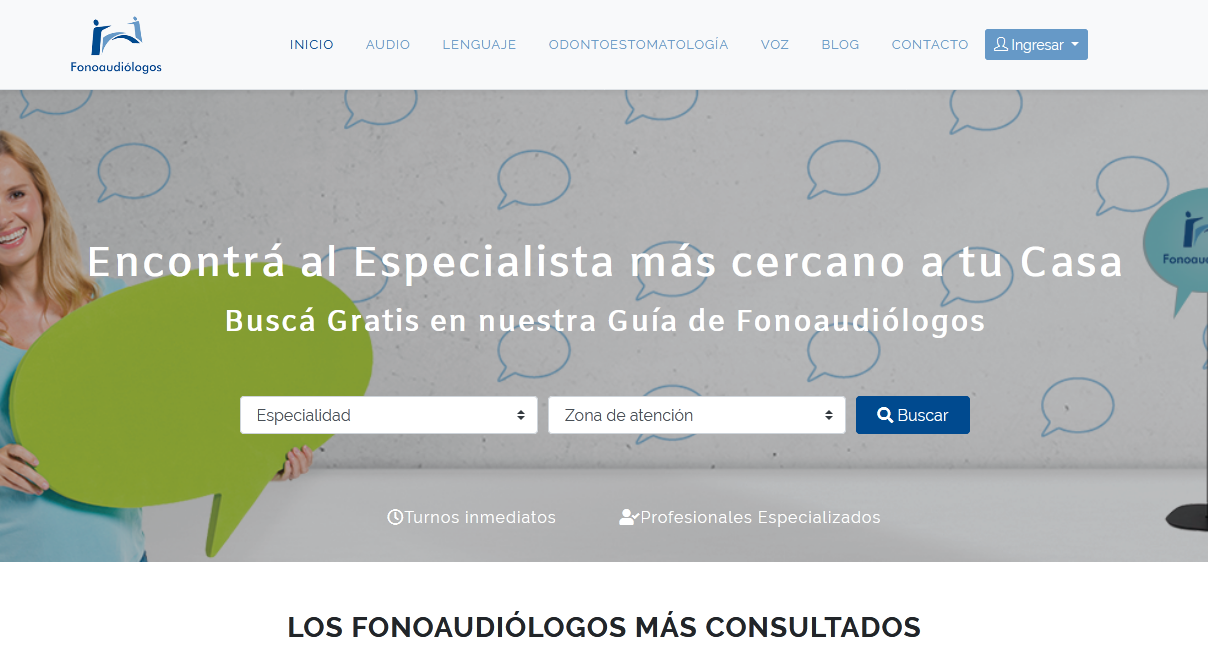 Fonoaudiólogos
INICIO AUDIO LENGUAJE ODONTOESTOMATOLOGÍA VOZ BLOG CONTACTO Ingresar
Encontrá al Especialista más cercano a tu Casa
Buscá Gratis en nuestra Guía de Fonoaudiólogos
Especialidad Zona de atención Buscar
Turnos inmediatos Profesionales Especializados
LOS FONOAUDIÓLOGOS MÁS CONSULTADOS